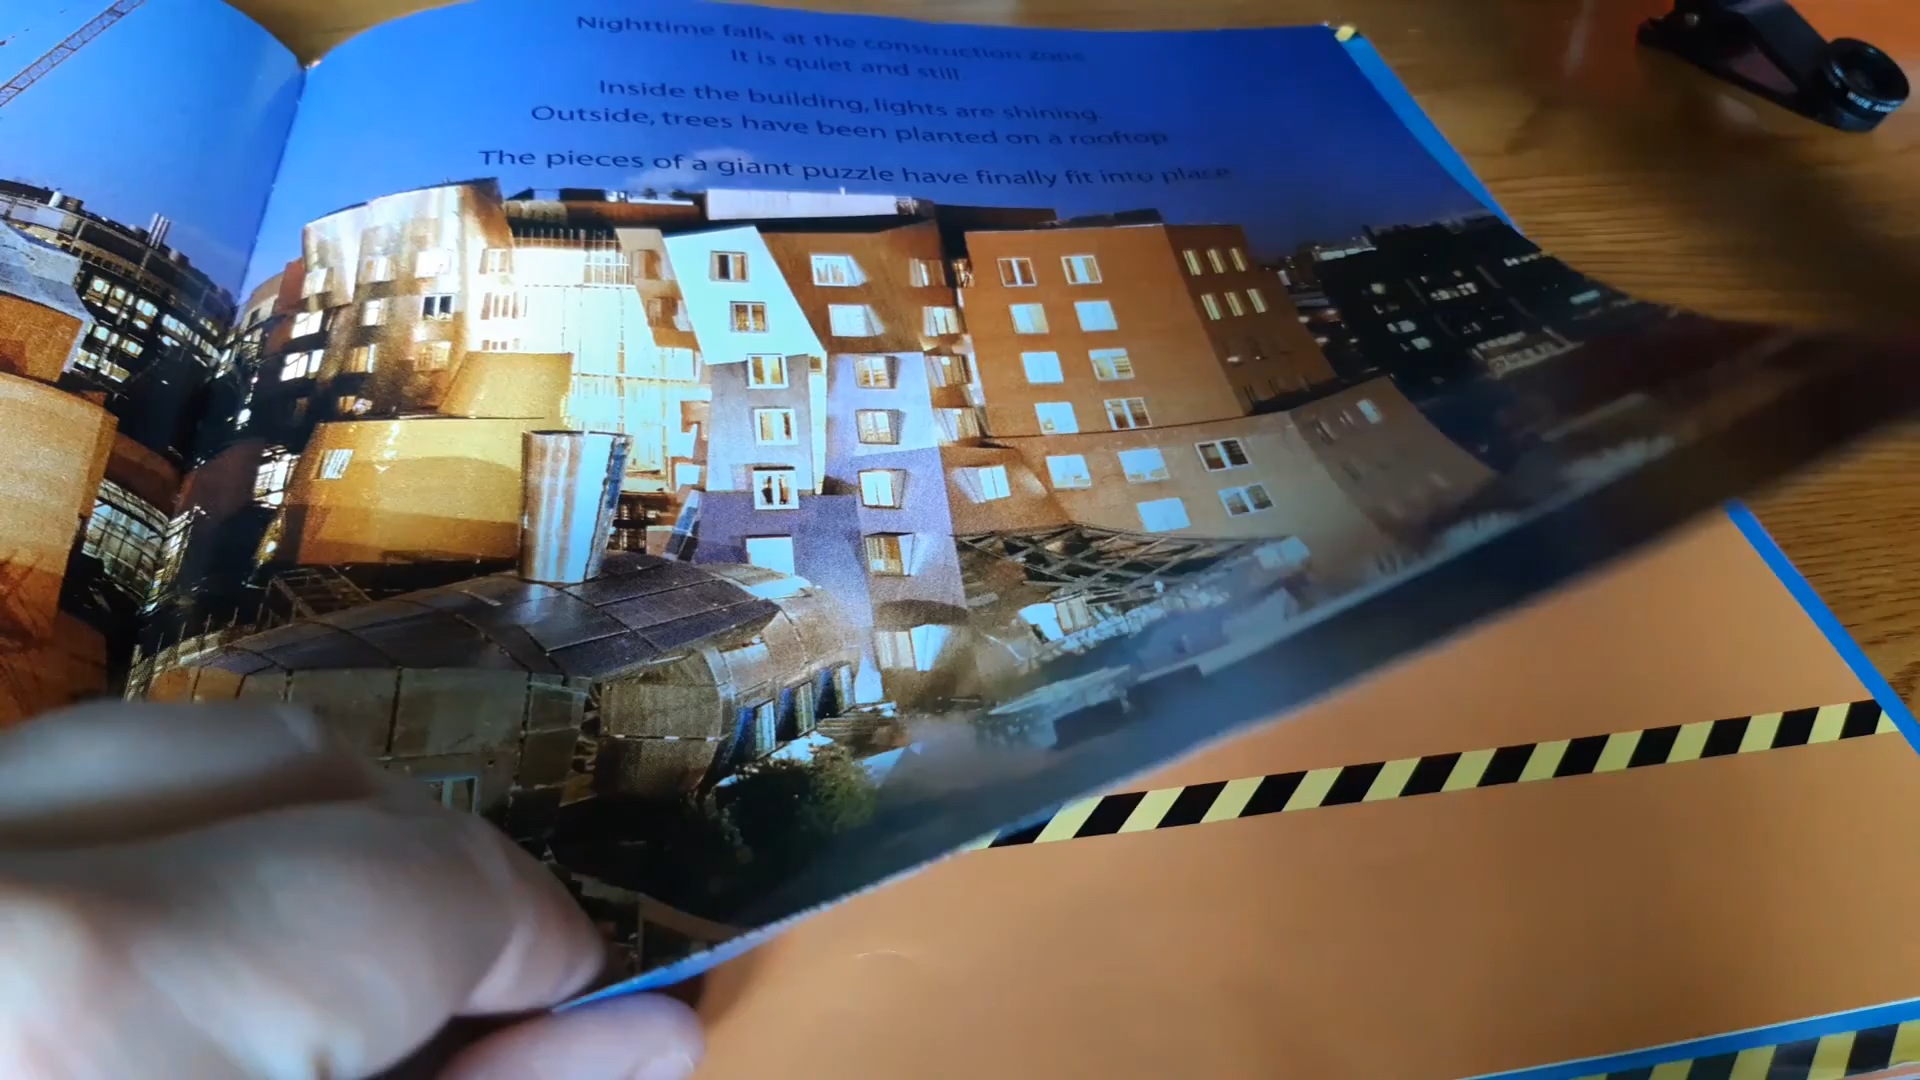 Nighttime falls at the construction zone
It is quiet and still.
Inside the building, lights are shining.
Outside, trees have been planted on a rooftop
The pieces of a giant puzzle have finally fit into place